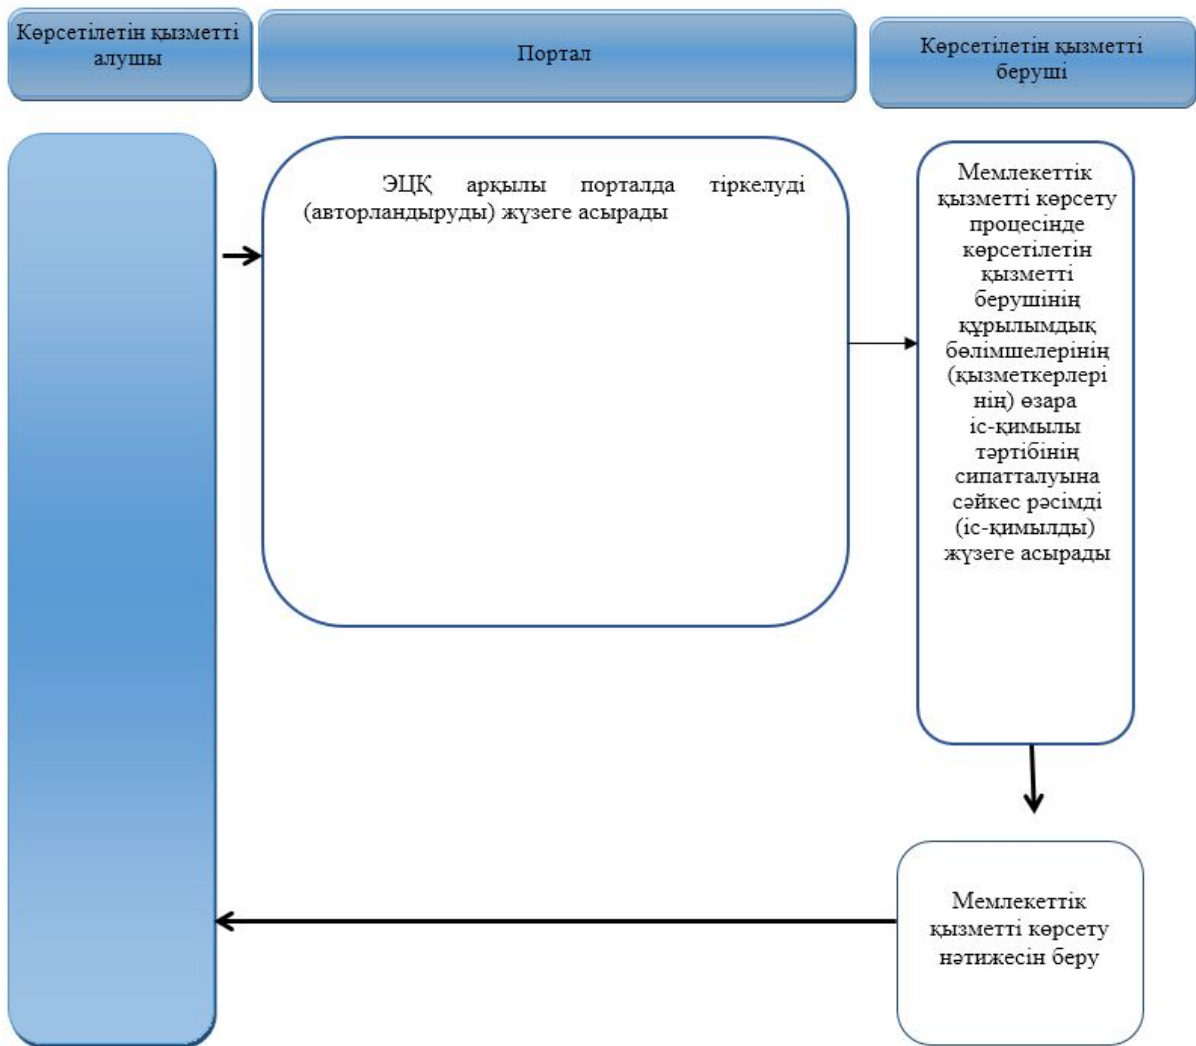 Көрсетілетін қызметті
алушы
Портал
Көрсетілетін қызметті
беруші
ЭЦҚ арқылы порталда тіркелуді
(авторландыруды) жүзеге асырады
Мемлекеттік
қызметті көрсету
процесінде
көрсетілетін
қызметті
берушінің
құрылымдық
бөлімшелерінің
(қызметкерлері
нің) өзара
іс-қимылы
тәртібінің
сипатталуына
сәйкес рәсімді
(іс-қимылды)
жүзеге асырады
Мемлекеттік
қызметті көрсету
нәтижесін беру